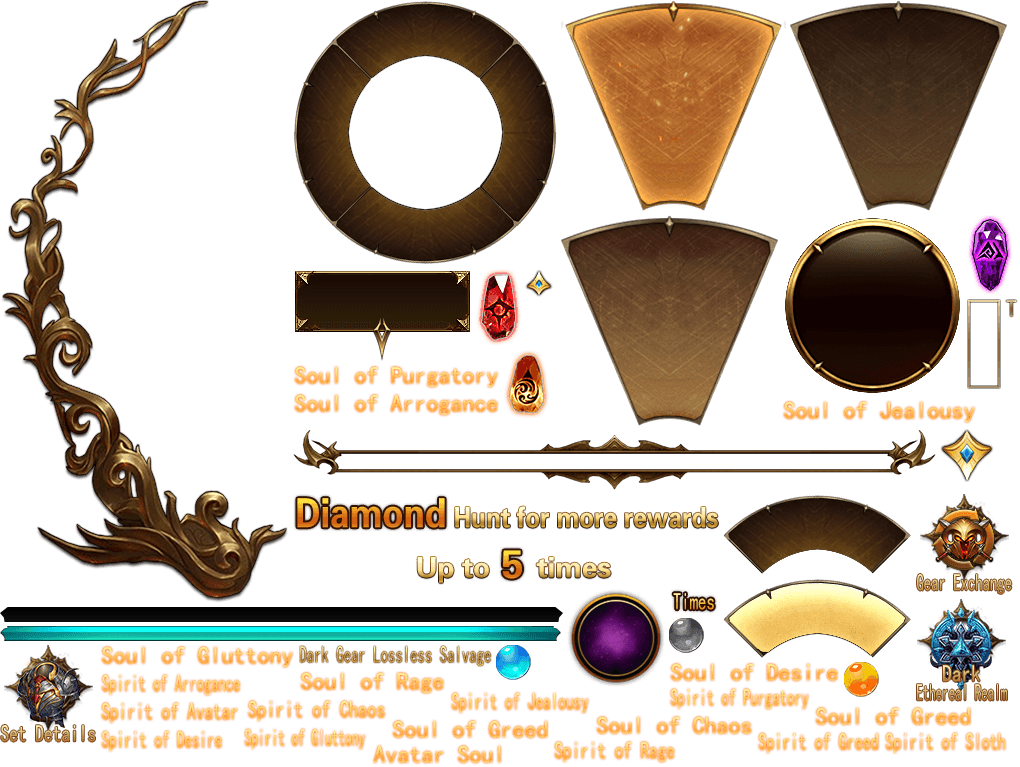 Soul of Purgatory
Soul of Arrogance
Soul of Jealousy
Diamond Hunt for more rewards
Up to 5 times
Gear Exchange
Times
Soul of Gluttony
Dark Gear Lossless Salvage
Soul of Desire
Dark
Ethereal Realm
Spirit of Arrogance
Soul of Rage
Spirit of Purgatory
Spirit of Avatar
Spirit of Chaos
Spirit of Jealousy
Soul of Greed
Set Details
Spirit of Desire
Spirit of Gluttony
Soul of Greed
Soul of Chaos
Avatar Soul
Spirit of Rage
Spirit of Greed
Spirit of Sloth